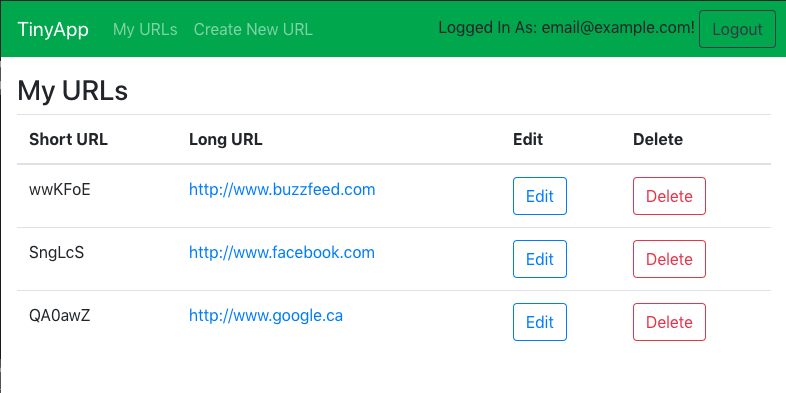 TinyApp My URLs Create New URL Logged In As: email@example.com! Logout
My URLs
Short URL Long URL Edit Delete
wwKFoE http://www.buzzfeed.com Edit Delete
SngLcS http://www.facebook.com Edit Delete
QA0awZ http://www.google.ca Edit Delete